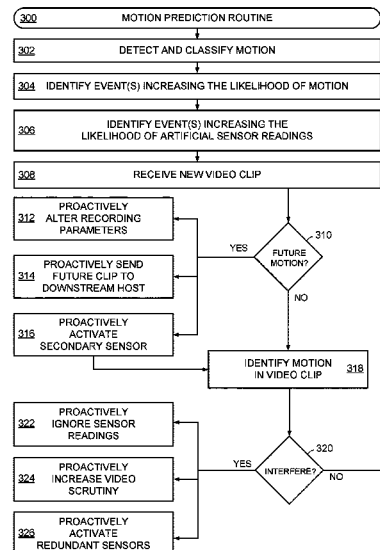 300 MOTION PREDICTION ROUTINE
302 DETECT AND CLASSIFY MOTION
304 IDENTIFY EVENT(S) INCREASING THE LIKELIHOOD OF MOTION
306 IDENTIFY EVENT(S) INCREASING THE
LIKELIHOOD OF ARTIFICIAL SENSOR READINGS
308 RECEIVE NEW VIDEO CLIP
312 PROACTIVELY
ALTER RECORDING
PARAMETERS
310
YES
FUTURE
MOTION?
314 PROACTIVELY SEND
FUTURE CLIP TO
DOWNSTREAM HOST
NO
316 PROACTIVELY
ACTIVATE
SECONDARY SENSOR
IDENTIFY MOTION
IN VIDEO CLIP 318
322 PROACTIVELY
IGNORE SENSOR
READINGS
320
YES
INTERFERE?
NO
324 PROACTIVELY
INCREASE VIDEO
SCRUTINY
326 PROACTIVELY
ACTIVATE
REDUNDANT SENSORS